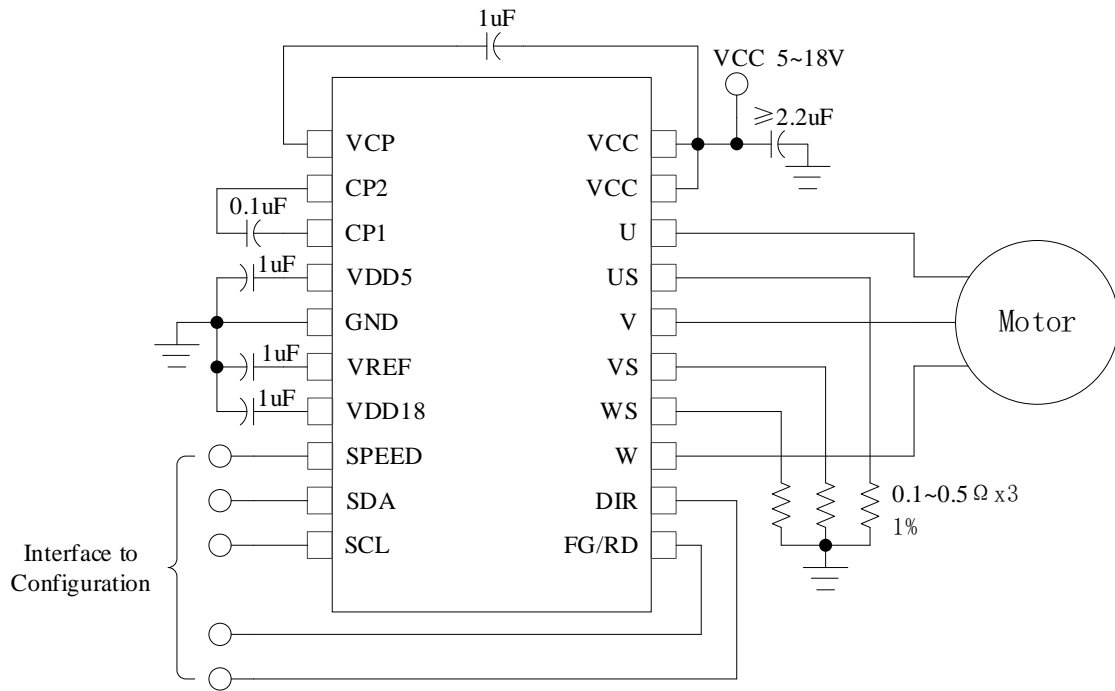 1uF
VCC 5~18V
≥2.2uF
VCP
VCC
CP2
VCC
0.1uF
CP1
U
1uF
VDD5
US
GND
V
Motor
1uF
VREF
VS
1uF
VDD18
WS
SPEED
W
SDA
DIR
0.1~0.5Ω x3
1%
SCL
FG/RD
Interface to
Configuration